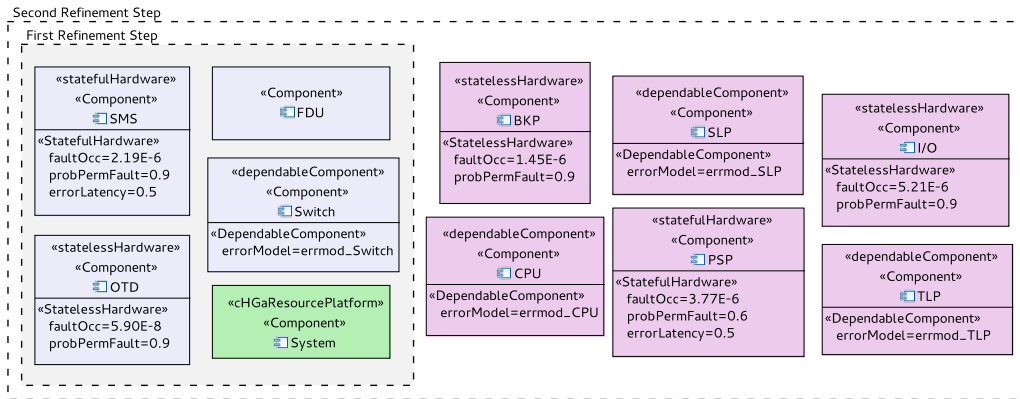 Second Refinement Step
First Refinement Step
«statefulHardware»
«Component»
SMS
«StatefulHardware»
faultOcc=2.19E-6
probPermFault=0.9
errorLatency=0.5
«Component»
FDU
«dependableComponent»
«Component»
Switch
«DependableComponent»
errorModel=errmod_Switch
«statelessHardware»
«Component»
OTD
«StatelessHardware»
faultOcc=5.90E-8
probPermFault=0.9
«cHGaResourcePlatform»
«Component»
System
«statelessHardware»
«Component»
BKP
«StatelessHardware»
faultOcc=1.45E-6
probPermFault=0.9
«dependableComponent»
«Component»
CPU
«DependableComponent»
errorModel=errmod_CPU
«dependableComponent»
«Component»
SLP
«DependableComponent»
errorModel=errmod_SLP
«statefulHardware»
«Component»
PSP
«StatefulHardware»
faultOcc=3.77E-6
probPermFault=0.6
errorLatency=0.5
«statelessHardware»
«Component»
I/O
«StatelessHardware»
faultOcc=5.21E-6
probPermFault=0.9
«dependableComponent»
«Component»
TLP
«DependableComponent»
errorModel=errmod_TLP